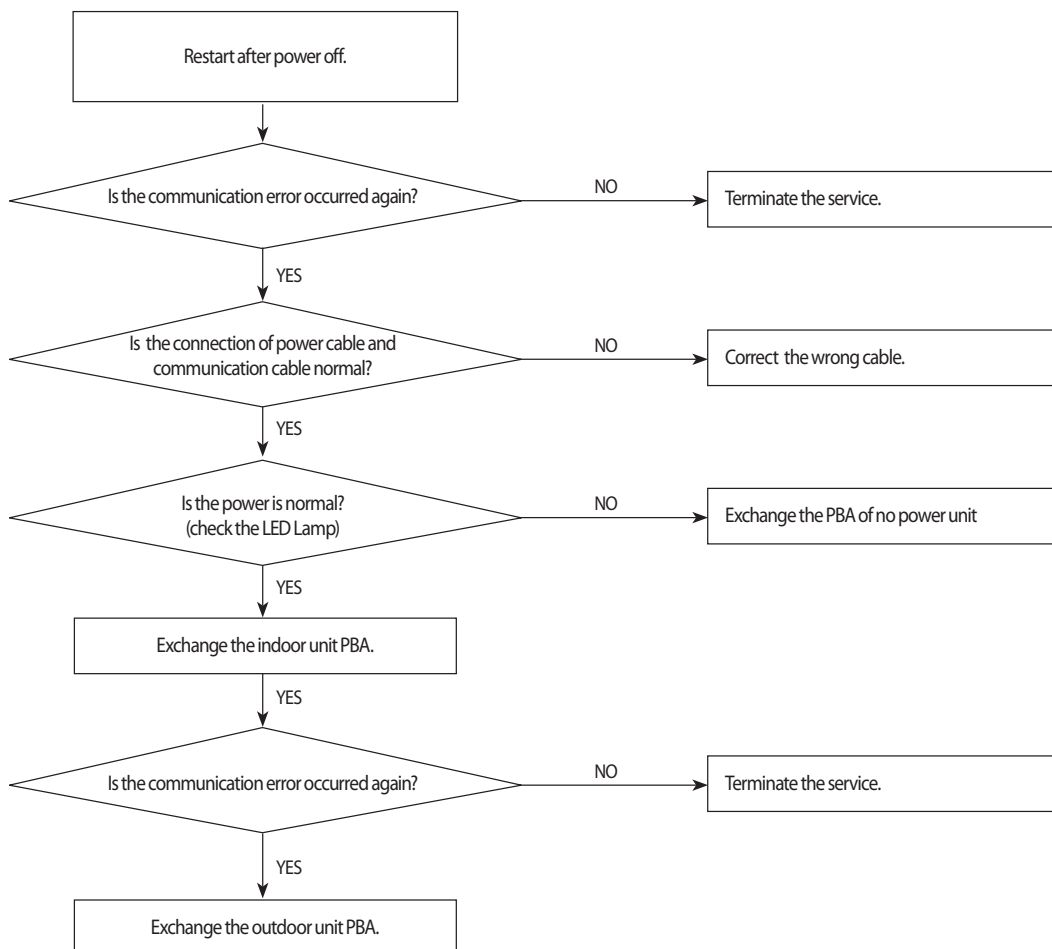 Restart after power off.
Is the communication error occurred again?
NO
Terminate the service.
YES
Is the connection of power cable and
communication cable normal?
NO
Correct the wrong cable.
YES
Is the power is normal?
(check the LED Lamp)
NO
Exchange the PBA of no power unit
YES
Exchange the indoor unit PBA.
YES
Is the communication error occurred again?
NO
Terminate the service.
YES
Exchange the outdoor unit PBA.